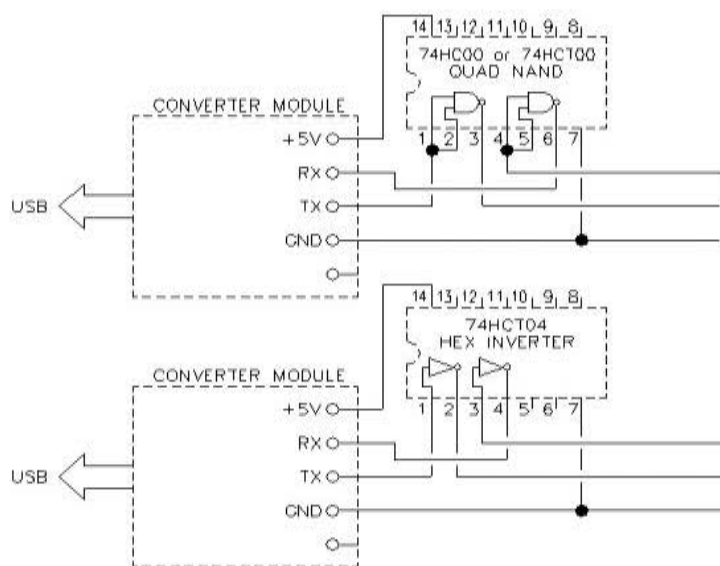 14 13 12 11 10 9 8
74HC00 or 74HCT00
QUAD NAND
CONVERTER MODULE
+5V
1 2 3 4 5 6 7
RX
USB
TX
GND
14 13 12 11 10 9 8
74HCT04
HEX INVERTER
CONVERTER MODULE
+5V
1 2 3 4 5 6 7
RX
USB
TX
GND